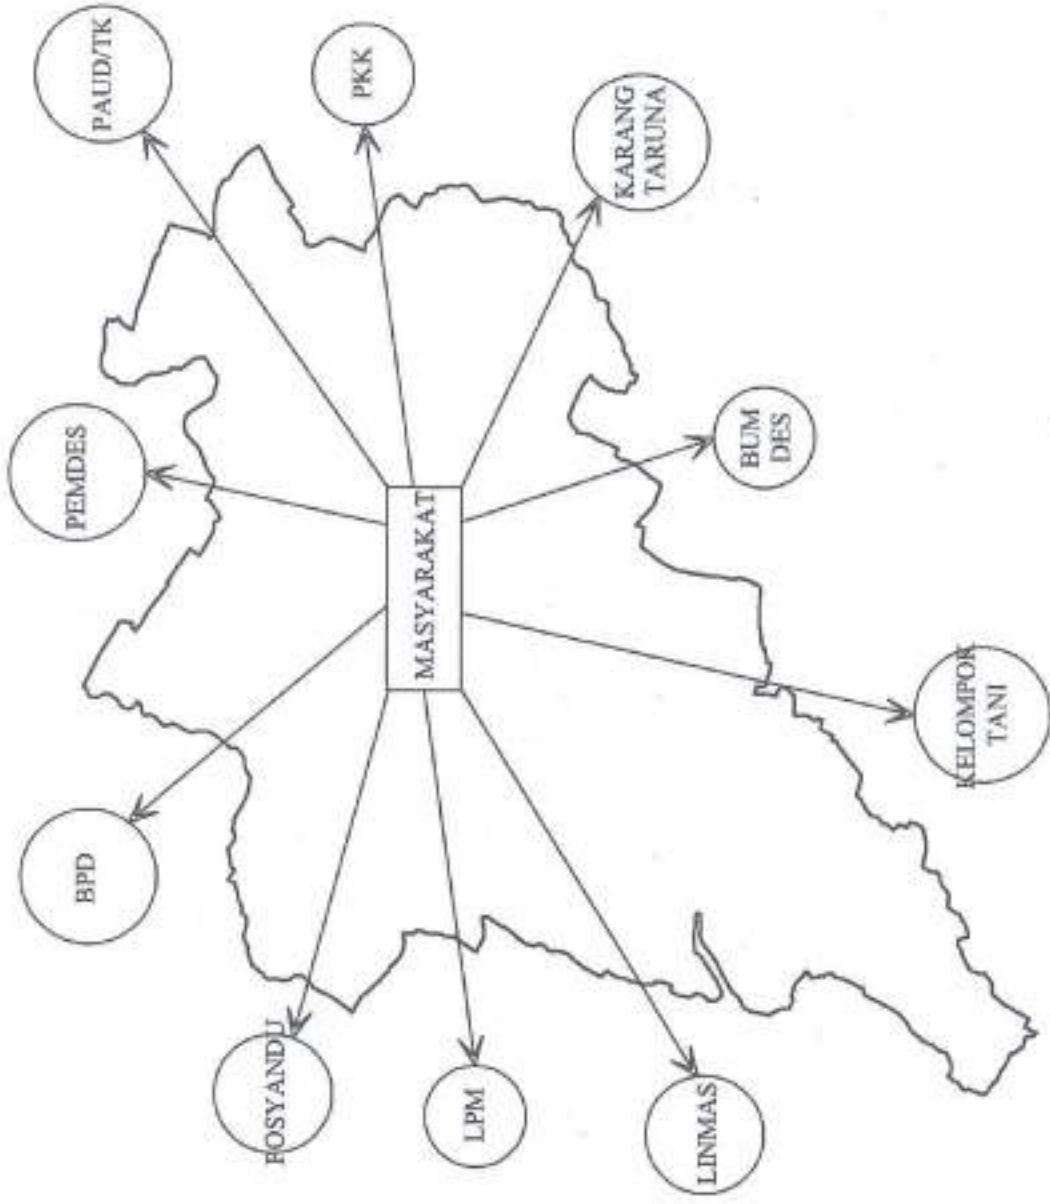 BPD
PEMDES
PAUD/TK
POSYANDU
PKK
MASYARAKAT
LPM
KARANG
TARUNA
LINMAS
BUM
DES
KELOMPOK
TANI